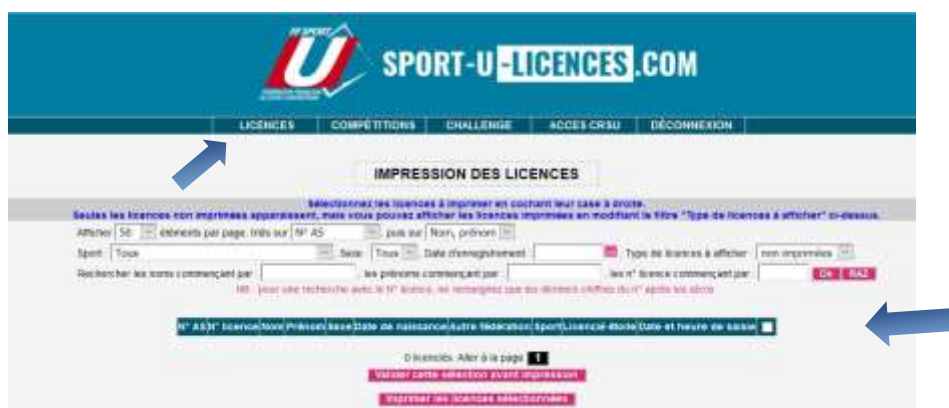 FF SPORT
U
SPORT-U-LICENCES.COM
LICENCES COMPÉTITIONS CHALLENGE ACCES CRSU DÉCONNEXION
IMPRESSION DES LICENCES
Sélectionnez les licences à imprimer en cochant leur case à droite.
Seules les licences non imprimées apparaissent, mais vous pouvez afficher les licences imprimées en modifiant le filtre "Type de licences à afficher" ci-dessus.
Afficher 50 éléments par page, triés sur N° AS puis sur Nom, prénom
Sport Tous Sexe Tous Date d'enregistrement Type de licences à afficher non imprimées
Rechercher les noms commençant par , les prénoms commençant par , les n° licence commençant par Ok RAZ
NB : pour une recherche avec le N° licence, ne renseignez que les derniers chiffres du n° après les zéros
N° AS N° licence Nom Prénom Sexe Date de naissance Autre fédération Sport Licencié étoile Date et heure de saisie
0 licenciés. Aller à la page 1
Valider cette sélection avant impression
Imprimer les licences sélectionnées